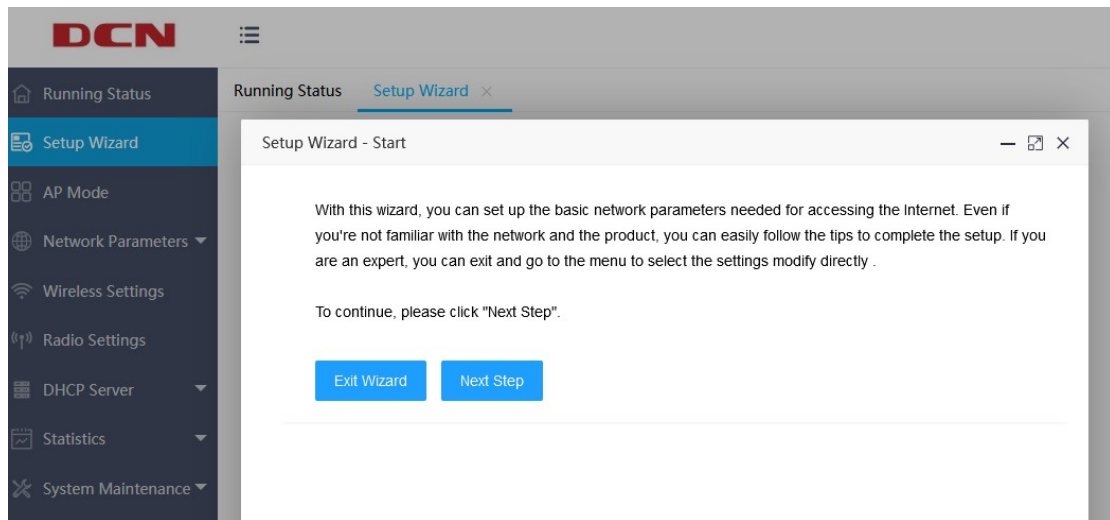 DCN
Running Status
Setup Wizard
AP Mode
Network Parameters
Wireless Settings
Radio Settings
DHCP Server
Statistics
System Maintenance
Running Status Setup Wizard
Setup Wizard - Start
With this wizard, you can set up the basic network parameters needed for accessing the Internet. Even if
you're not familiar with the network and the product, you can easily follow the tips to complete the setup. If you
are an expert, you can exit and go to the menu to select the settings modify directly .
To continue, please click "Next Step".
Exit Wizard Next Step